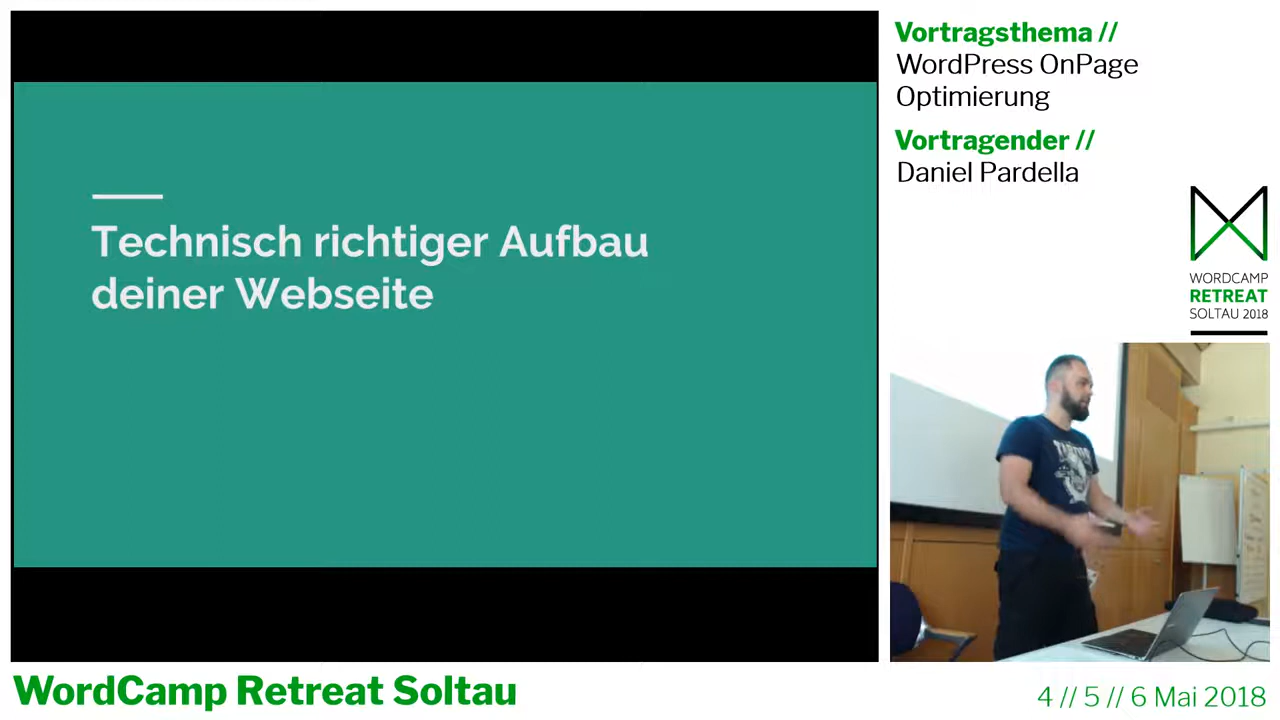 Technisch richtiger Aufbau
deiner Webseite
Vortragsthema //
WordPress OnPage
Optimierung
Vortragender //
Daniel Pardella
WORDCAMP
RETREAT
SOLTAU 2018
WordCamp Retreat Soltau
4 // 5 // 6 Mai 2018